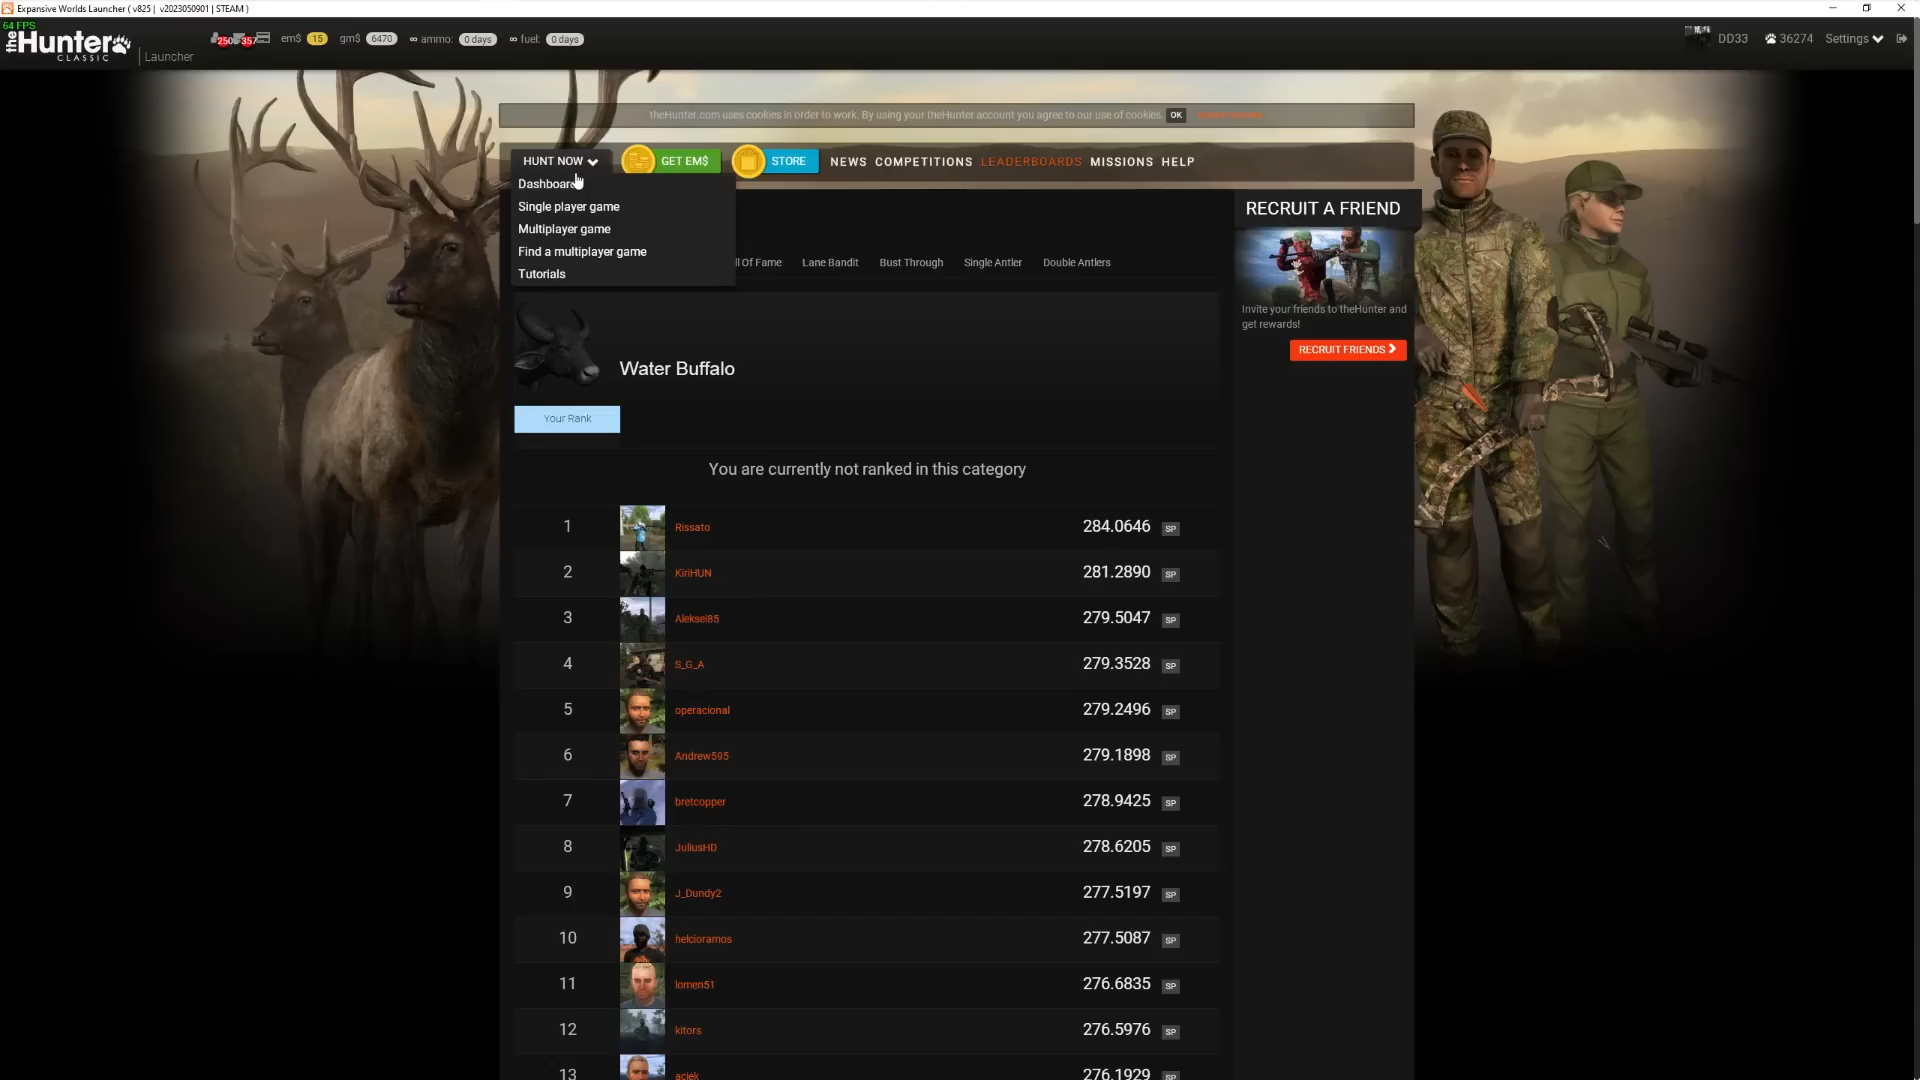 Expansive Worlds Launcher ( v825 | v2023050901 | STEAM )
64 FPS
theHunter CLASSIC
Launcher
250 357 em$ 15 gm$ 6470 ∞ ammo: 0 days ∞ fuel: 0 days
DD33 36274 Settings
theHunter.com uses cookies in order to work. By using your theHunter account you agree to our use of cookies. OK
HUNT NOW GET EM$ STORE NEWS COMPETITIONS LEADERBOARDS MISSIONS HELP
Dashboard
Single player game
Multiplayer game
Find a multiplayer game
Tutorials
ll Of Fame Lane Bandit Bust Through Single Antler Double Antlers
Water Buffalo
Your Rank
You are currently not ranked in this category
1 Rissato 284.0646 SP
2 KiriHUN 281.2890 SP
3 Aleksei85 279.5047 SP
4 S_G_A 279.3528 SP
5 operacional 279.2496 SP
6 Andrew595 279.1898 SP
7 bretcopper 278.9425 SP
8 JuliusHD 278.6205 SP
9 J_Dundy2 277.5197 SP
10 helcioramos 277.5087 SP
11 lomen51 276.6835 SP
12 kitors 276.5976 SP
13 aciek 276.1929 SP
RECRUIT A FRIEND
Invite your friends to theHunter and
get rewards!
RECRUIT FRIENDS